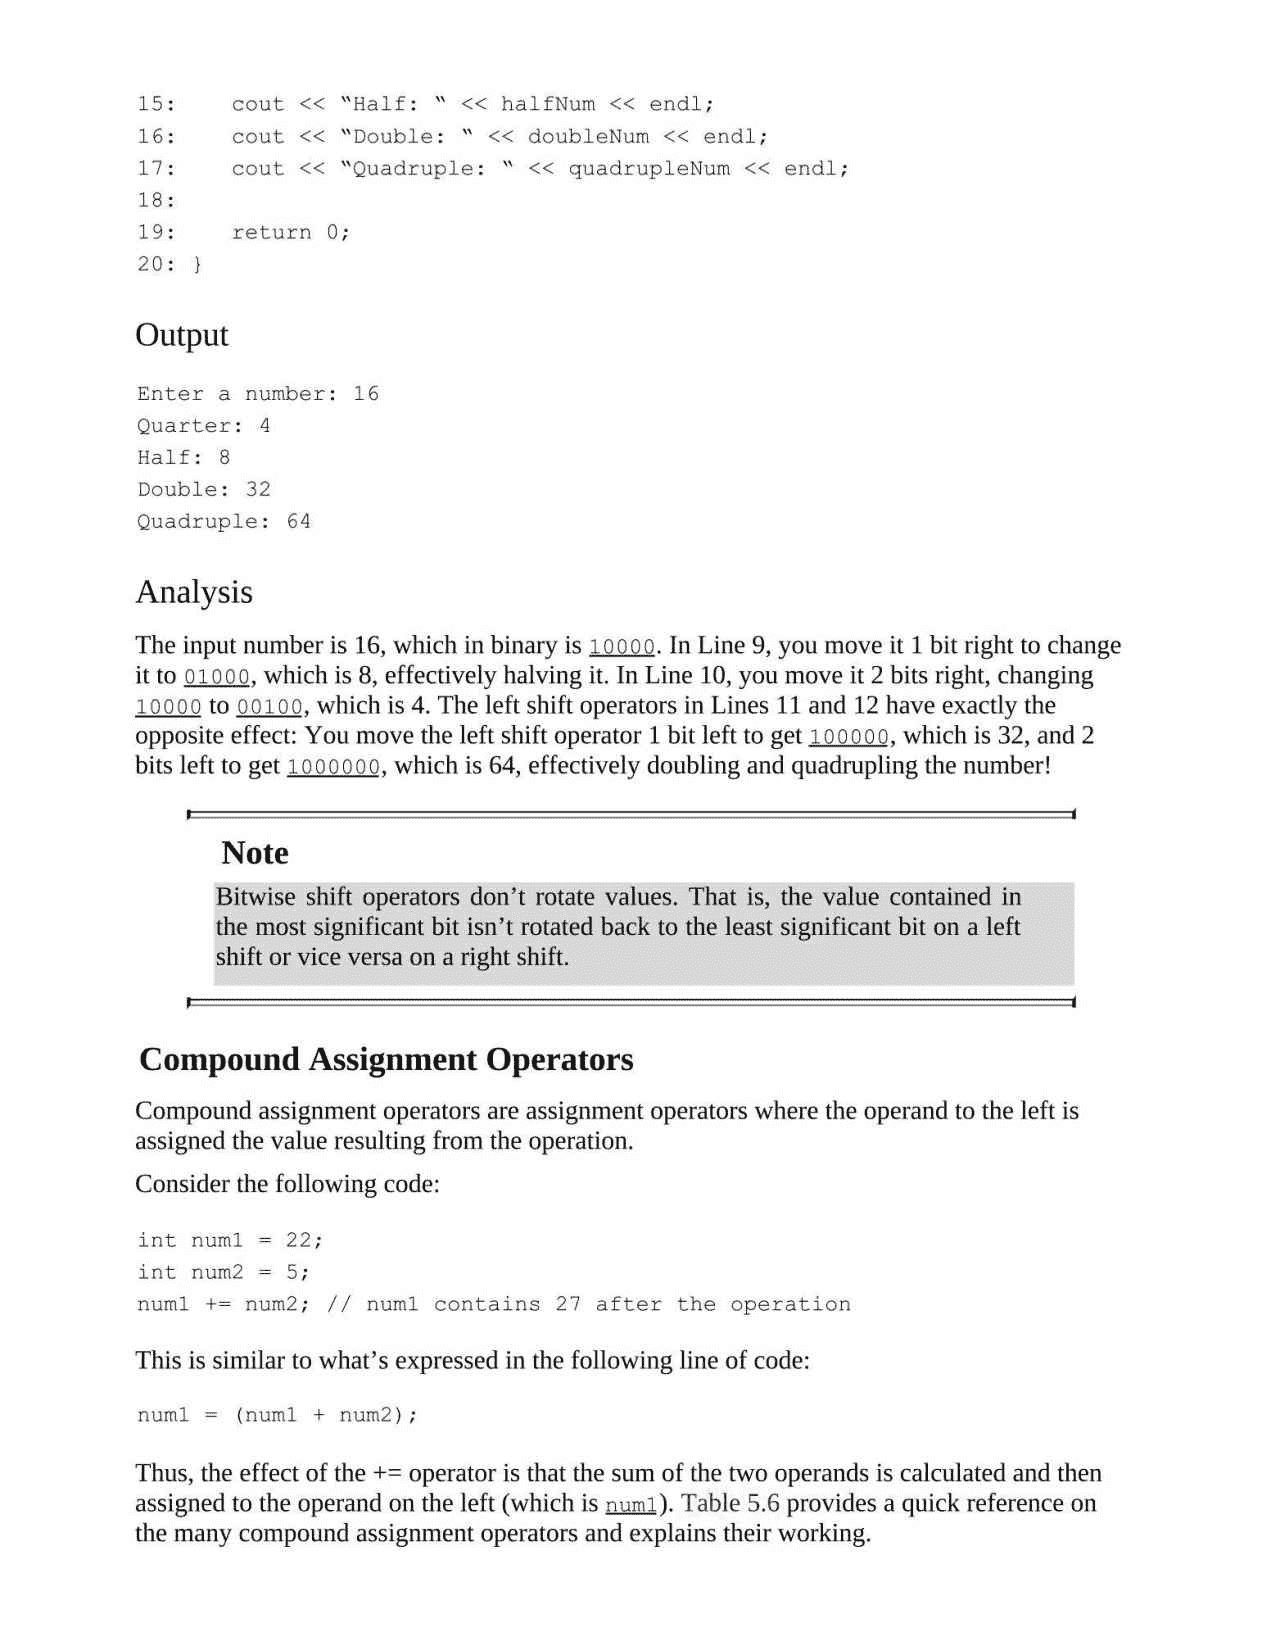 15:    cout << “Half: “ << halfNum << endl;
16:    cout << “Double: “ << doubleNum << endl;
17:    cout << “Quadruple: “ << quadrupleNum << endl;
18:
19:    return 0;
20: }
Output
Enter a number: 16
Quarter: 4
Half: 8
Double: 32
Quadruple: 64
Analysis
The input number is 16, which in binary is 10000. In Line 9, you move it 1 bit right to change
it to 01000, which is 8, effectively halving it. In Line 10, you move it 2 bits right, changing
10000 to 00100, which is 4. The left shift operators in Lines 11 and 12 have exactly the
opposite effect: You move the left shift operator 1 bit left to get 100000, which is 32, and 2
bits left to get 1000000, which is 64, effectively doubling and quadrupling the number!
Note
Bitwise shift operators don’t rotate values. That is, the value contained in
the most significant bit isn’t rotated back to the least significant bit on a left
shift or vice versa on a right shift.
Compound Assignment Operators
Compound assignment operators are assignment operators where the operand to the left is
assigned the value resulting from the operation.
Consider the following code:
int num1 = 22;
int num2 = 5;
num1 += num2; // num1 contains 27 after the operation
This is similar to what’s expressed in the following line of code:
num1 = (num1 + num2);
Thus, the effect of the += operator is that the sum of the two operands is calculated and then
assigned to the operand on the left (which is num1). Table 5.6 provides a quick reference on
the many compound assignment operators and explains their working.